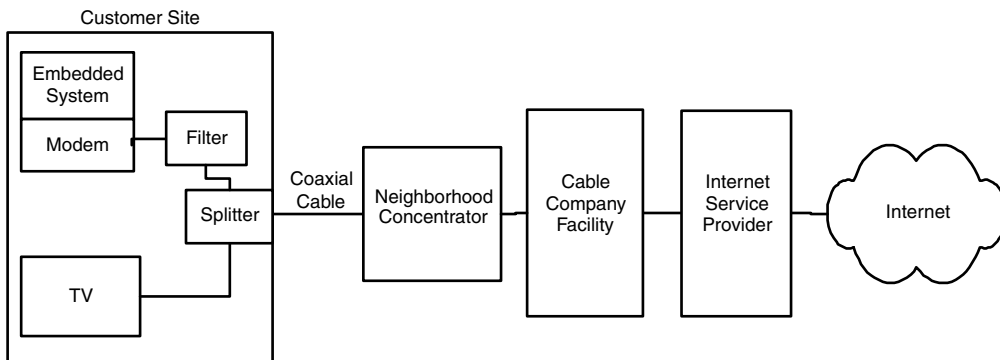 Customer Site
Embedded
System
Modem
Filter
Splitter
TV
Coaxial
Cable
Neighborhood
Concentrator
Cable
Company
Facility
Internet
Service
Provider
Internet